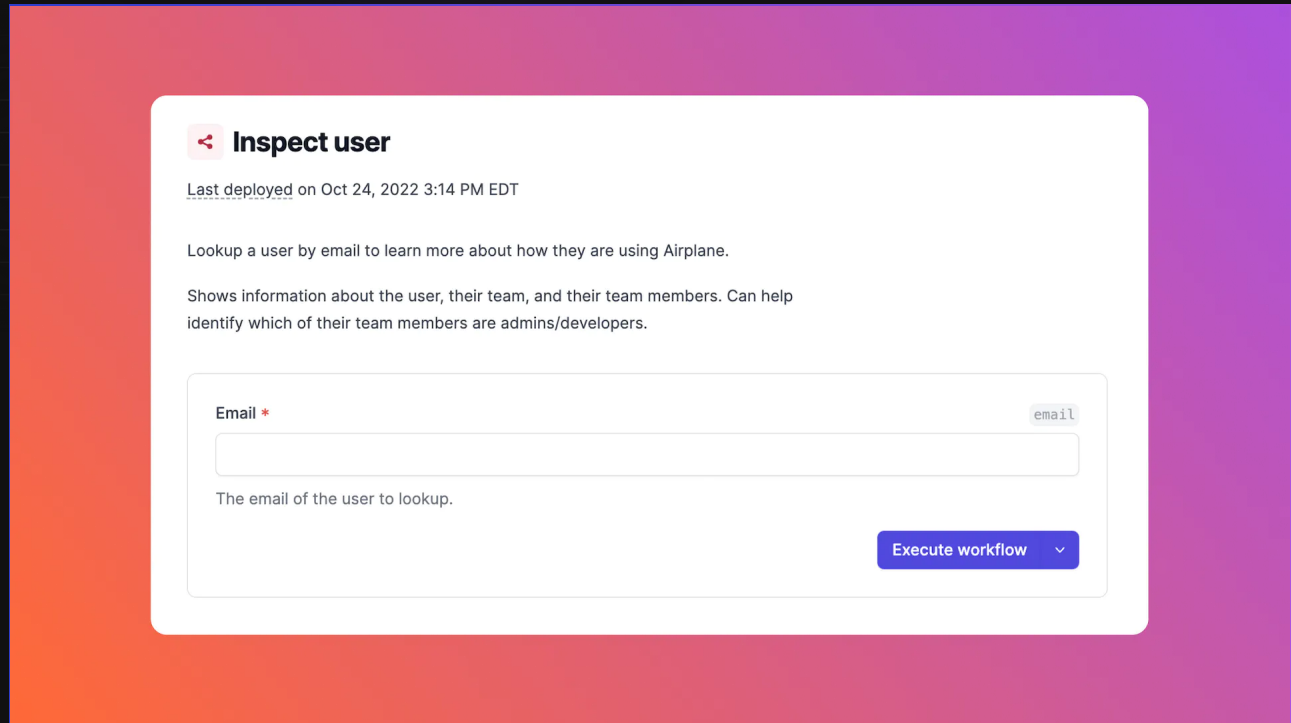 Inspect user
Last deployed on Oct 24, 2022 3:14 PM EDT
Lookup a user by email to learn more about how they are using Airplane.
Shows information about the user, their team, and their team members. Can help
identify which of their team members are admins/developers.
Email *
email
The email of the user to lookup.
Execute workflow